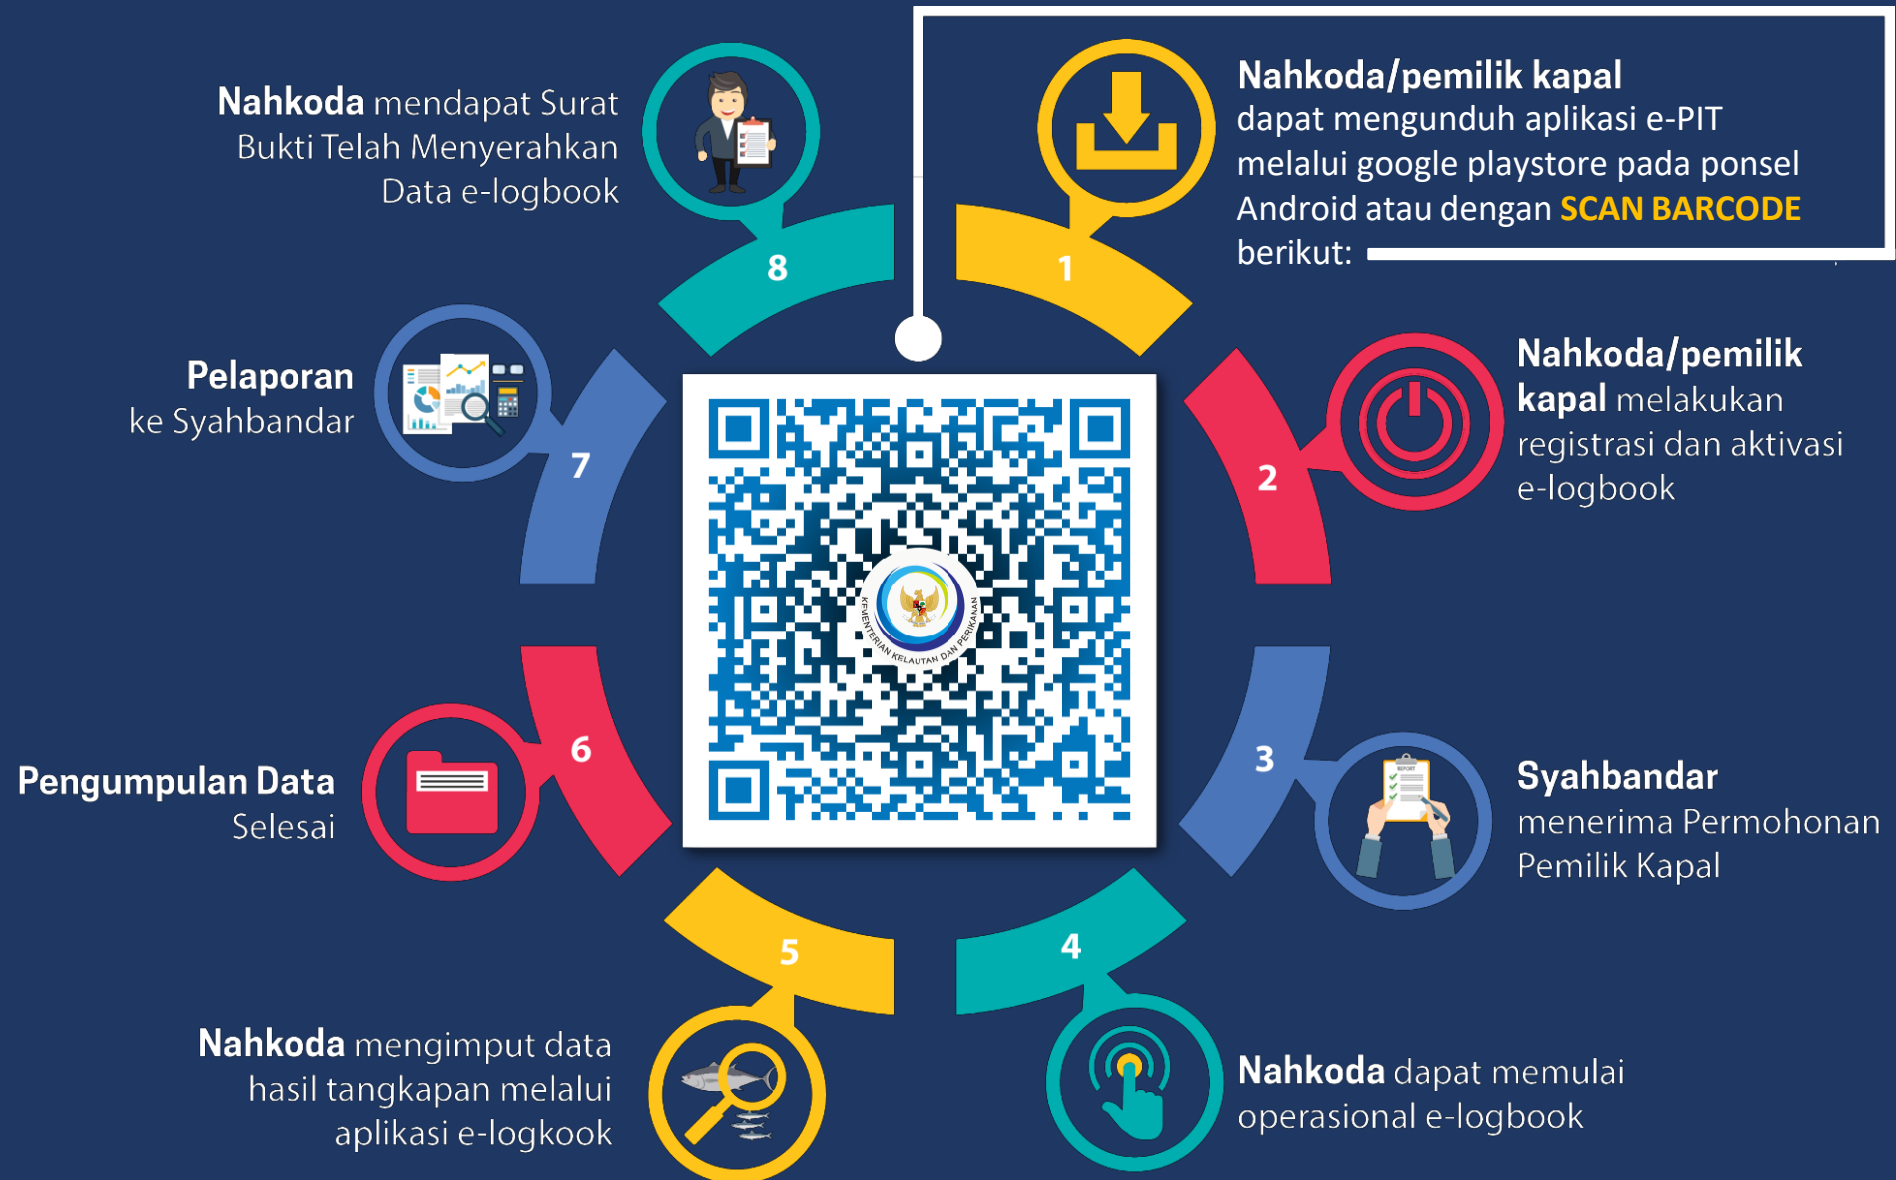 Nahkoda/pemilik kapal
dapat mengunduh aplikasi e-PIT
melalui google playstore pada ponsel
Android atau dengan SCAN BARCODE
berikut:
1
Nahkoda/pemilik
kapal melakukan
registrasi dan aktivasi
e-logbook
2
Syahbandar
menerima Permohonan
Pemilik Kapal
3
REPORT
Nahkoda dapat memulai
operasional e-logbook
4
Nahkoda mengimput data
hasil tangkapan melalui
aplikasi e-logkook
5
Pengumpulan Data
Selesai
6
Pelaporan
ke Syahbandar
7
Nahkoda mendapat Surat
Bukti Telah Menyerahkan
Data e-logbook
8
KEMENTERIAN KELAUTAN DAN PERIKANAN